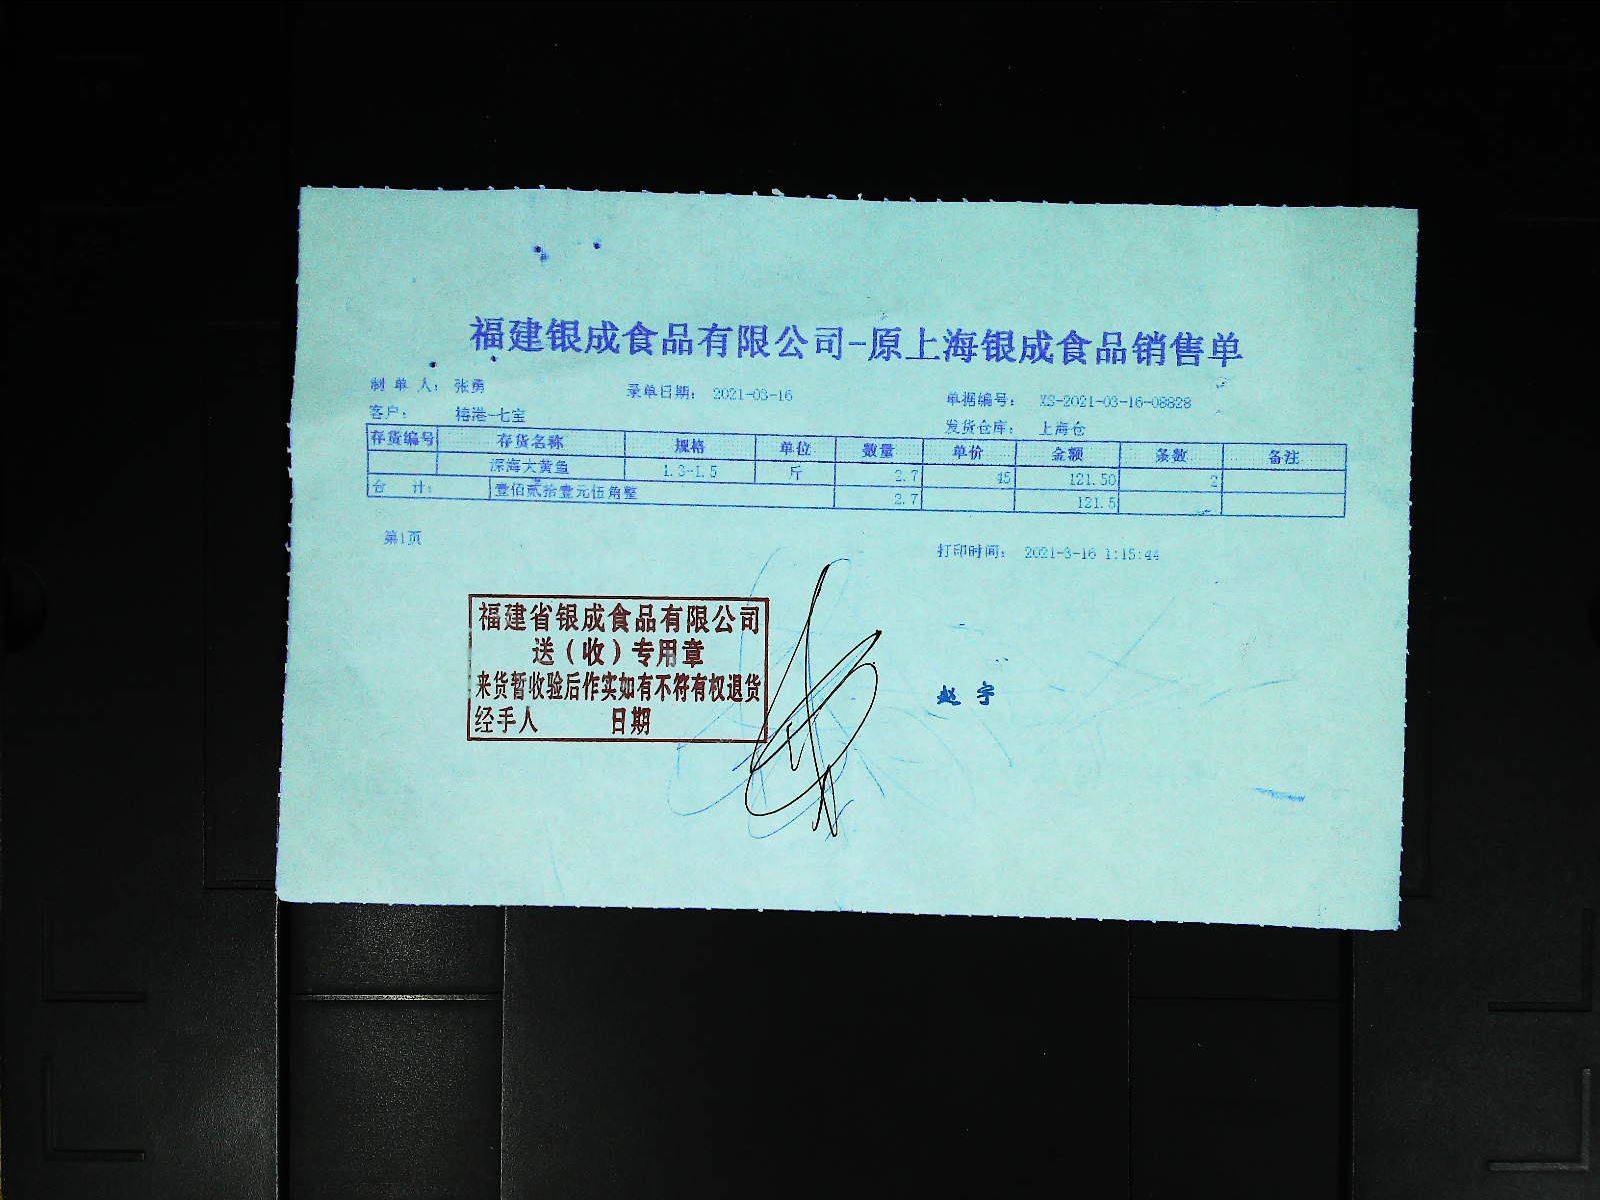 福建银成食品有限公司-原上海银成食品销售单
制 单 人： 张勇 录单日期： 2021-03-16 单据编号： XS-2021-03-16-08828
客户： 椿港-七宝 发货仓库： 上海仓
存货编号 存货名称 规格 单位 数量 单价 金额 条数 备注
深海大黄鱼 1.3-1.5 斤 2.7 45 121.50 2
合 计： 壹佰贰拾壹元伍角整 2.7 121.5
第1页 打印时间： 2021-3-16 1:15:44
福建省银成食品有限公司
送（收）专用章
来货暂收验后作实如有不符有权退货
经手人 日期
赵宇